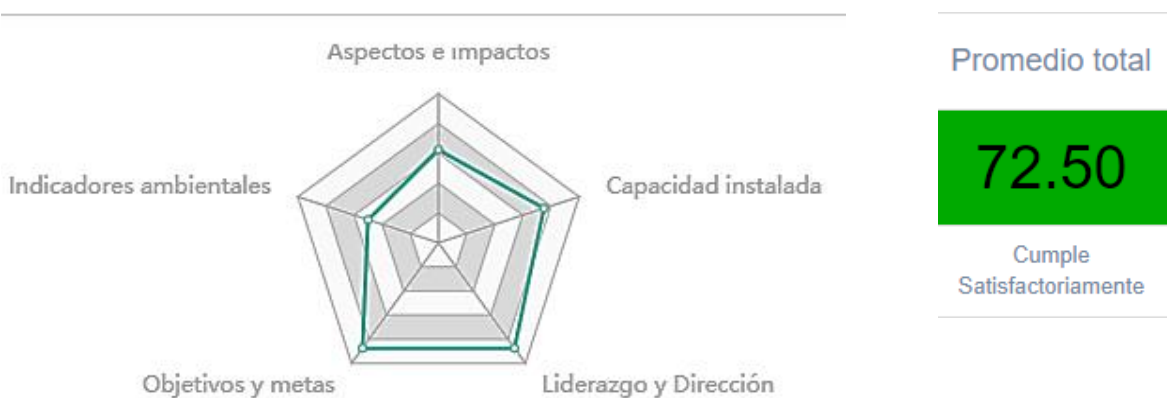 Aspectos e impactos
Indicadores ambientales
Capacidad instalada
Objetivos y metas
Liderazgo y Dirección
Promedio total
72.50
Cumple
Satisfactoriamente